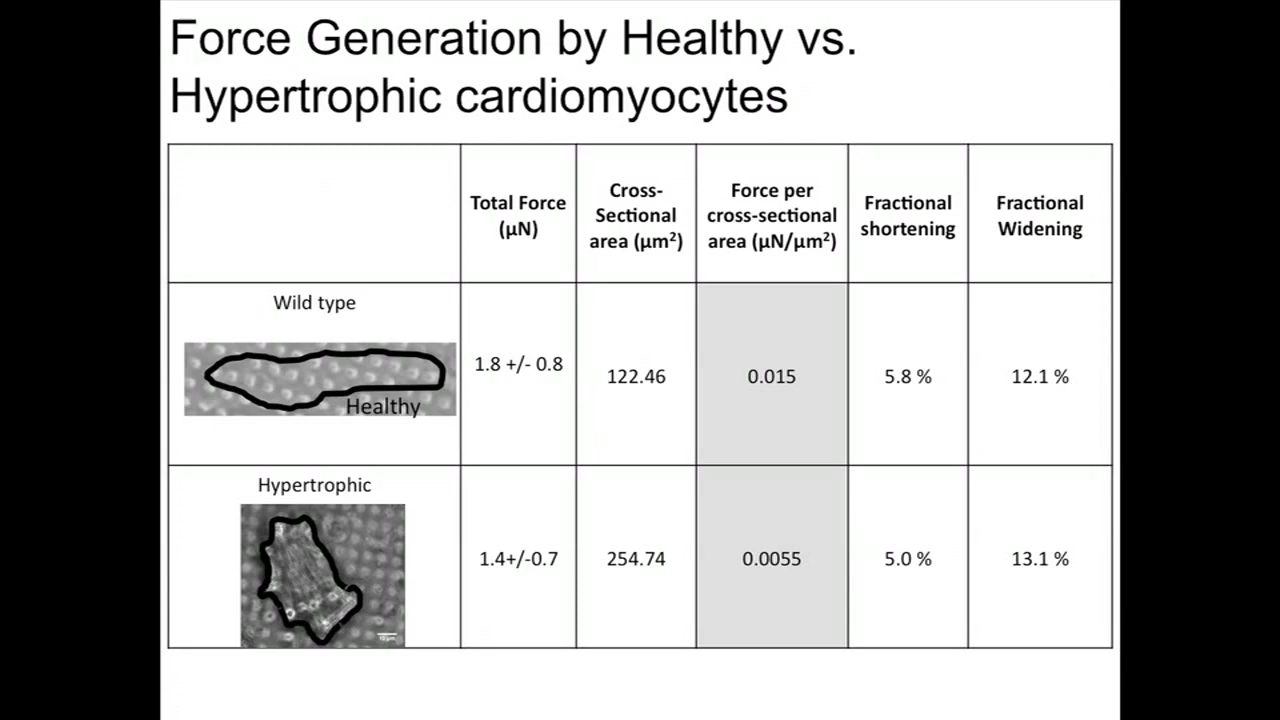 Force Generation by Healthy vs.
Hypertrophic cardiomyocytes
Total Force
(µN)
Cross-
Sectional
area (µm²)
Force per
cross-sectional
area (µN/µm²)
Fractional
shortening
Fractional
Widening
Wild type
Healthy
1.8 +/- 0.8
122.46
0.015
5.8 %
12.1 %
Hypertrophic
1.4+/-0.7
254.74
0.0055
5.0 %
13.1 %